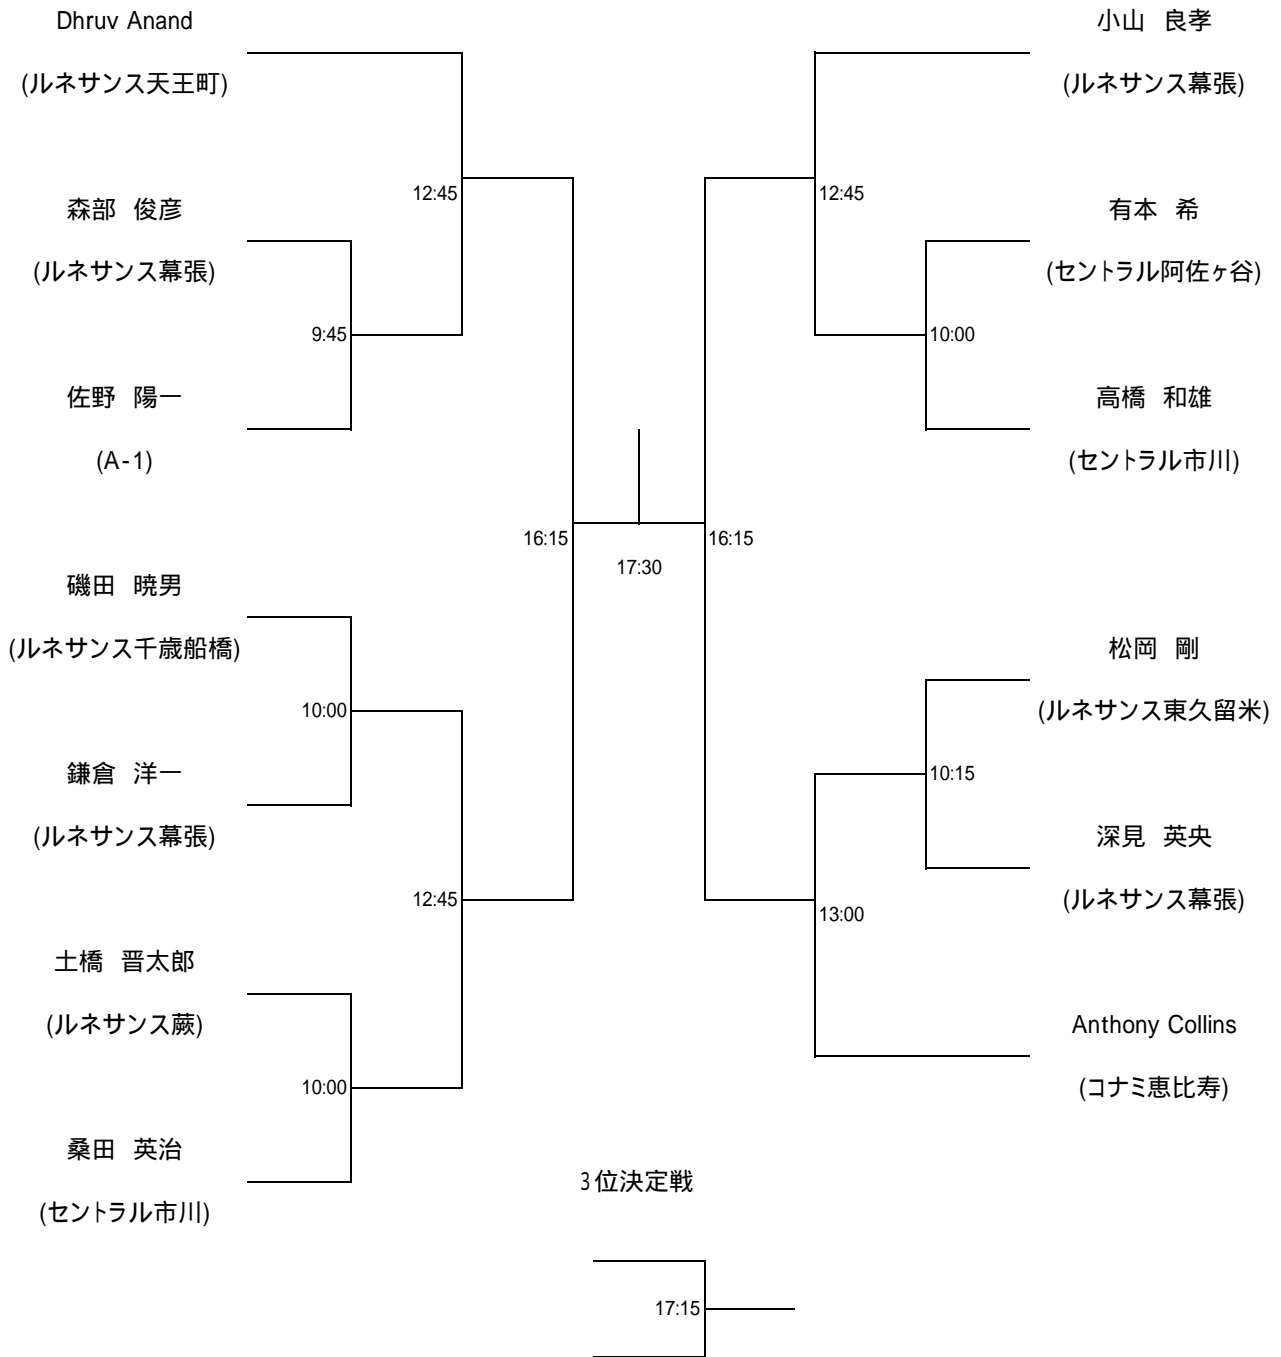 Dhruv Anand
(ルネサンス天王町)
12:45
森部 俊彦
(ルネサンス幕張)
9:45
佐野 陽一
(A-1)
16:15
磯田 暁男
(ルネサンス千歳船橋)
10:00
鎌倉 洋一
(ルネサンス幕張)
12:45
土橋 晋太郎
(ルネサンス蕨)
10:00
桑田 英治
(セントラル市川)
17:30
小山 良孝
(ルネサンス幕張)
12:45
有本 希
(セントラル阿佐ヶ谷)
10:00
高橋 和雄
(セントラル市川)
16:15
松岡 剛
(ルネサンス東久留米)
10:15
深見 英央
(ルネサンス幕張)
13:00
Anthony Collins
(コナミ恵比寿)
3位決定戦
17:15